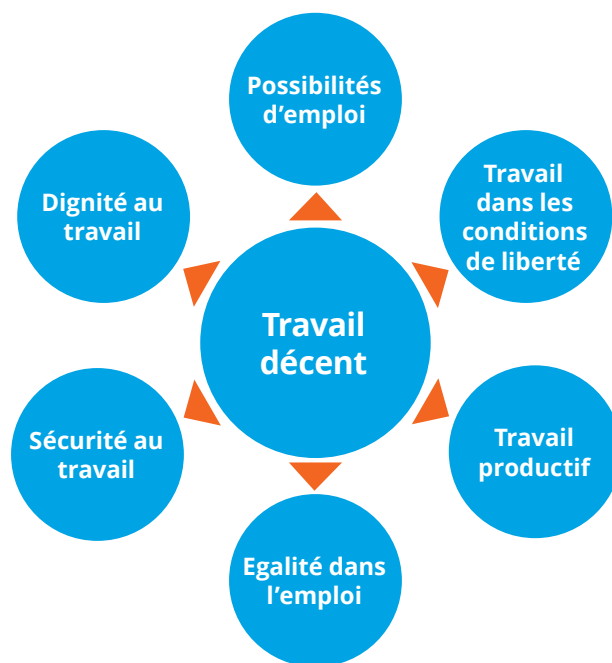 Possibilités
d'emploi
Dignité au
travail
Travail
dans les
conditions
de liberté
Travail
décent
Sécurité au
travail
Travail
productif
Egalité dans
l'emploi